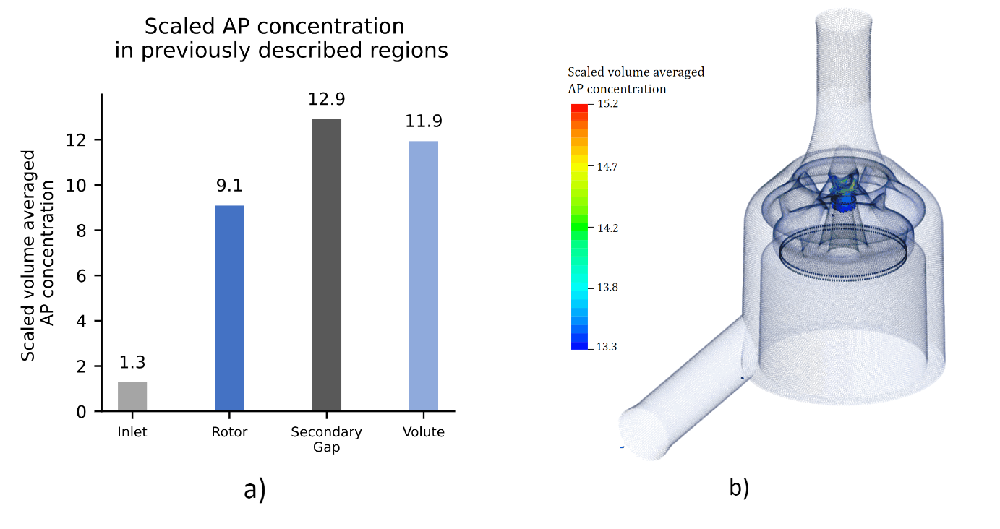 Scaled AP concentration
in previously described regions
Scaled volume averaged
AP concentration
12
10
8
6
4
2
0
1.3
9.1
12.9
11.9
Inlet
Rotor
Secondary
Gap
Volute
a)
Scaled volume averaged
AP concentration
15.2
14.7
14.2
13.8
13.3
b)